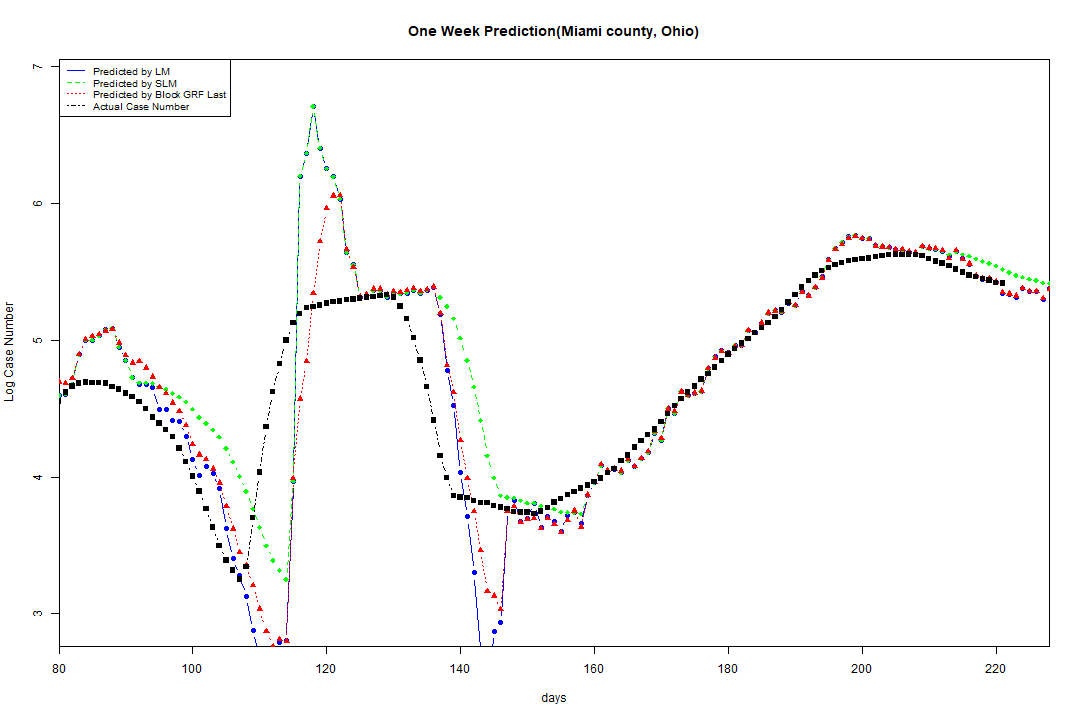 One Week Prediction(Miami county, Ohio)
7
Predicted by LM
Predicted by SLM
Predicted by Block GRF Last
Actual Case Number
6
5
4
3
Log Case Number
80 100 120 140 160 180 200 220
days